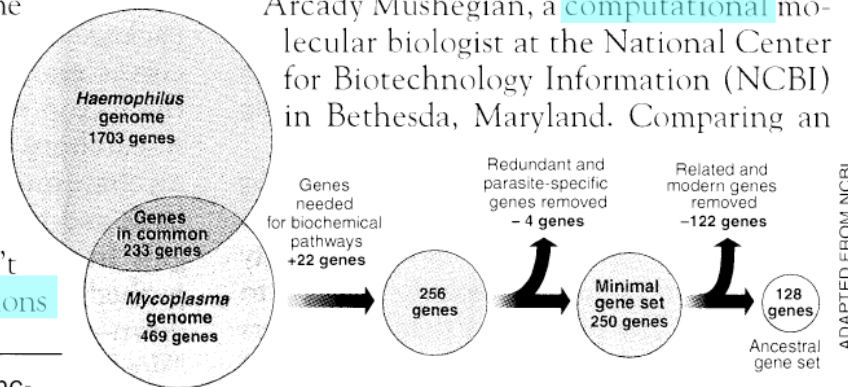 ne
Arcady Mushegian, a computational mo-
lecular biologist at the National Center
for Biotechnology Information (NCBI)
in Bethesda, Maryland. Comparing an
't
ions
nc-
Haemophilus
genome
1703 genes
Genes
in common
233 genes
Mycoplasma
genome
469 genes
Genes
needed
for biochemical
pathways
+22 genes
256
genes
Redundant and
parasite-specific
genes removed
– 4 genes
Minimal
gene set
250 genes
Related and
modern genes
removed
–122 genes
128
genes
Ancestral
gene set
ADAPTED FROM NCBI